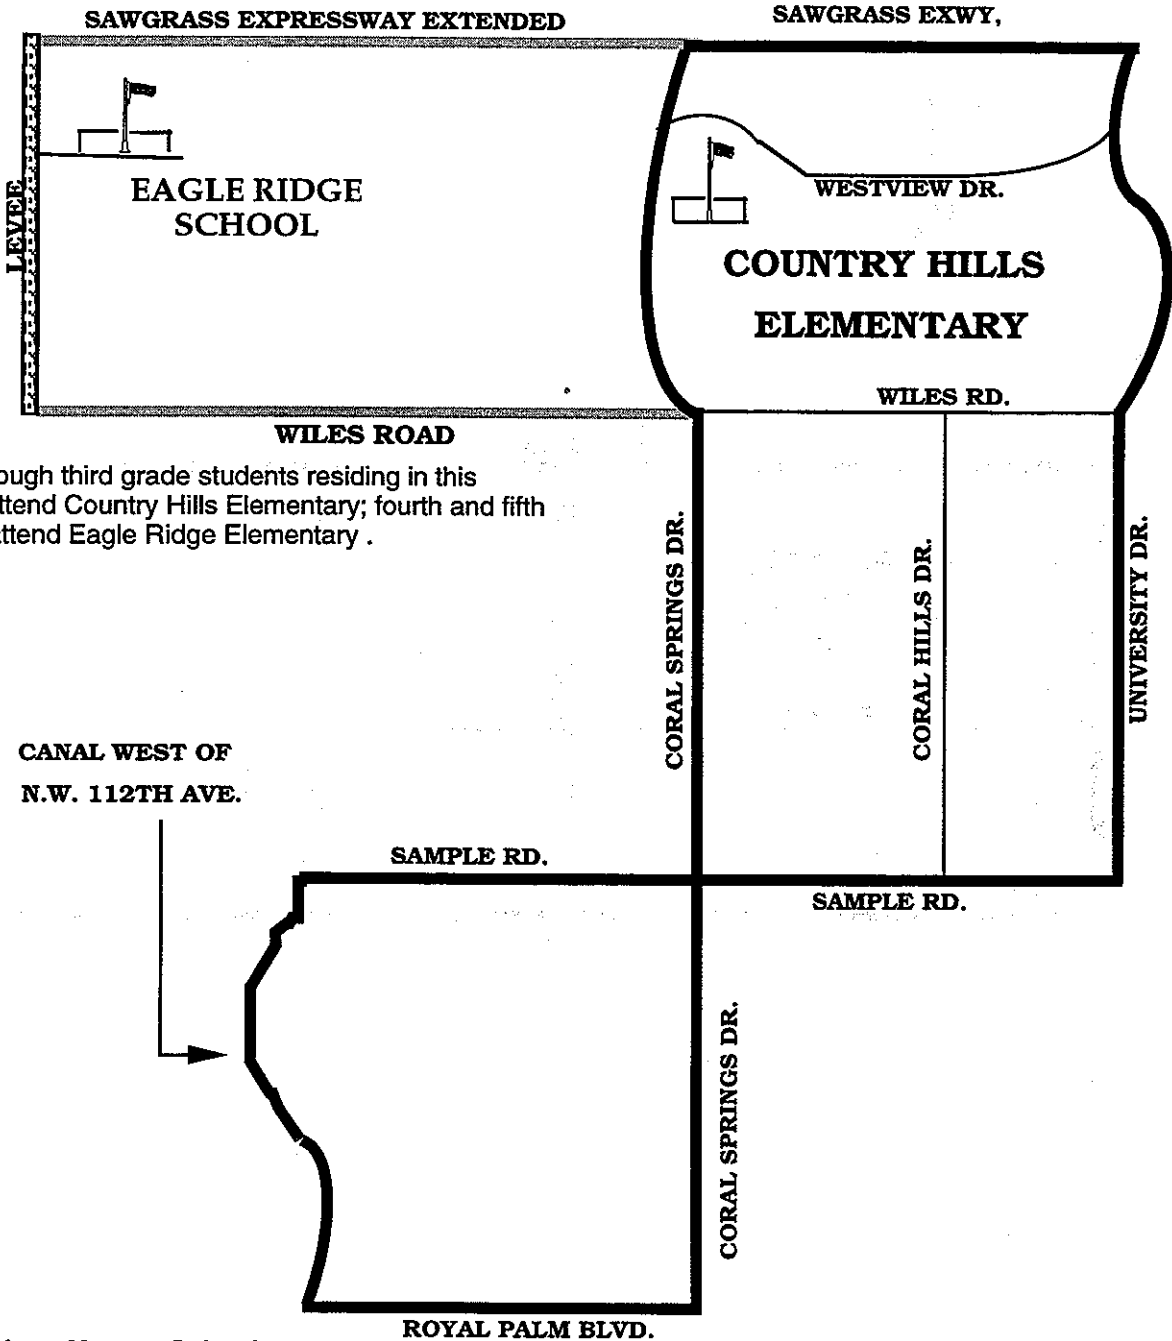 SAWGRASS EXPRESSWAY EXTENDED
SAWGRASS EXWY,
LEVEE
EAGLE RIDGE
SCHOOL
WESTVIEW DR.
COUNTRY HILLS
ELEMENTARY
WILES RD.
WILES ROAD
ough third grade students residing in this
ttend Country Hills Elementary; fourth and fifth
attend Eagle Ridge Elementary .
CORAL SPRINGS DR.
CORAL HILLS DR.
UNIVERSITY DR.
CANAL WEST OF
N.W. 112TH AVE.
SAMPLE RD.
SAMPLE RD.
CORAL SPRINGS DR.
ROYAL PALM BLVD.